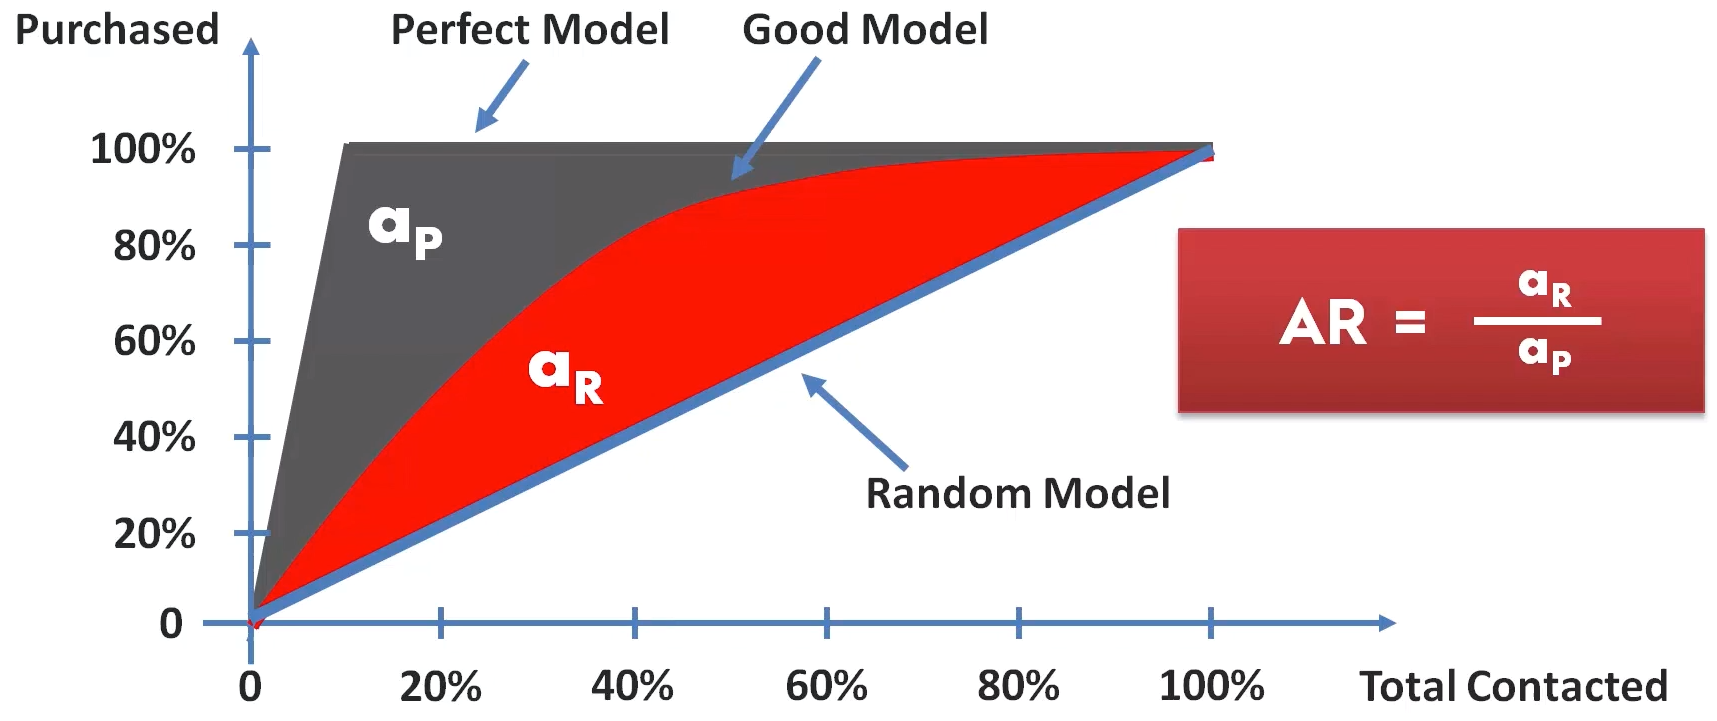 Purchased
Perfect Model
Good Model
100%
80%
60%
40%
20%
0
aP
aR
AR = aR
aP
Random Model
0 20% 40% 60% 80% 100%
Total Contacted